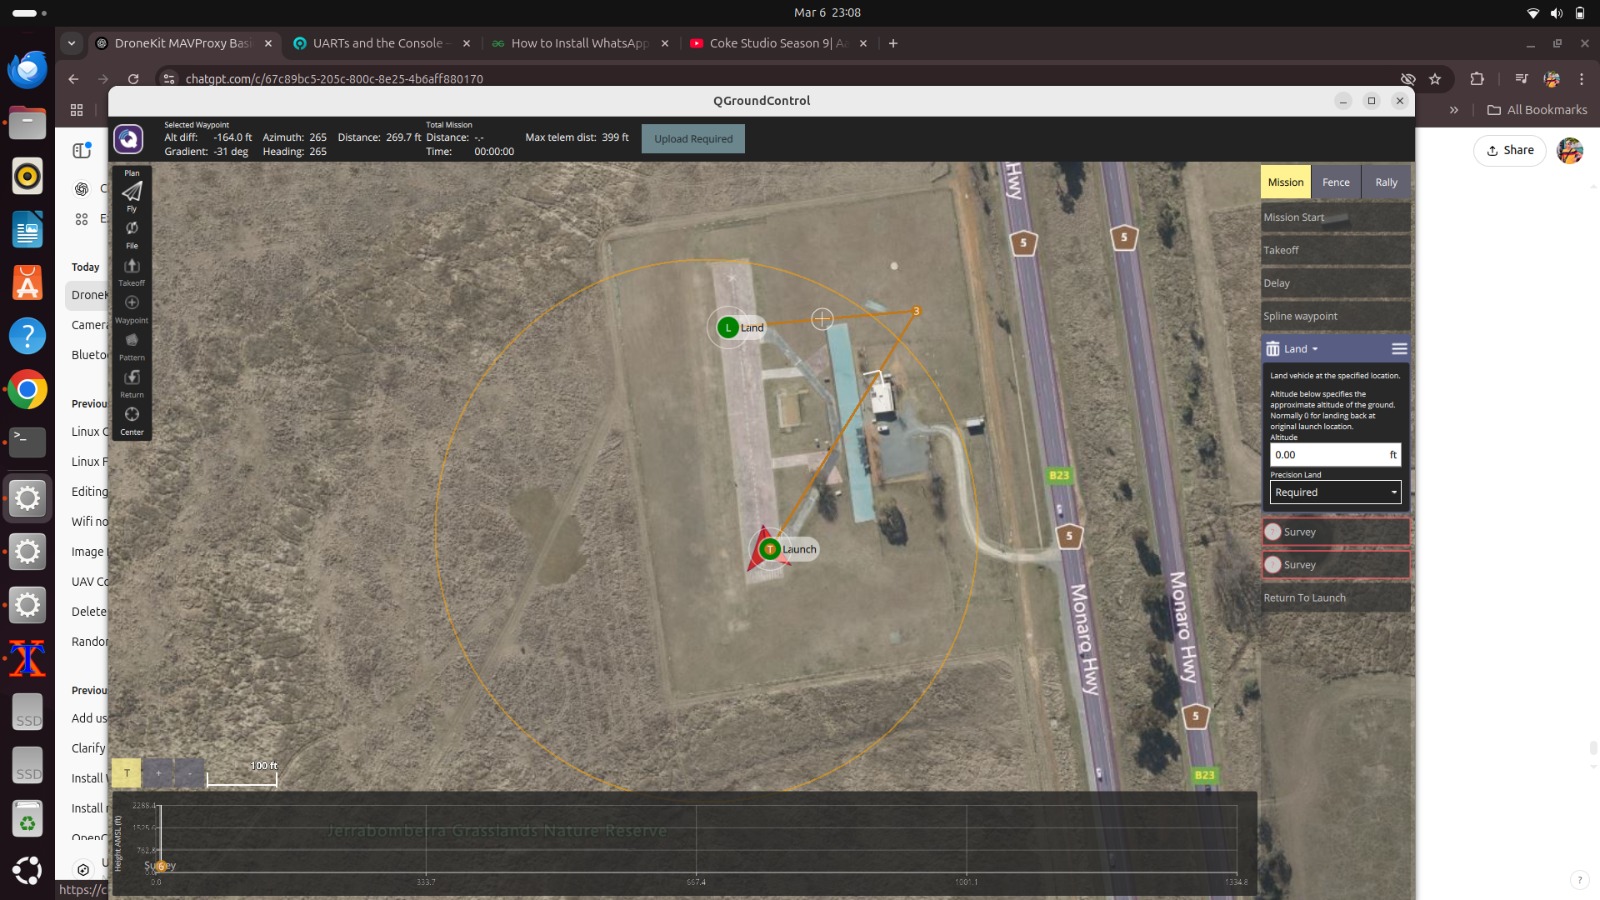 Mar 6 23:08
DroneKit MAVProxy Bas
UARTs and the Console
How to Install WhatsApp
Coke Studio Season 9| Aa
chatgpt.com/c/67c89bc5-205c-800c-8e25-4b6aff880170
All Bookmarks
QGroundControl
Selected Waypoint
Alt diff: -164.0 ft Azimuth: 265 Distance: 269.7 ft
Gradient: -31 deg Heading: 265
Total Mission
Distance: -.- Max telem dist: 399 ft
Time: 00:00:00
Upload Required
Share
Plan
Fly
File
Takeoff
Waypoint
Pattern
Return
Center
Today
DroneK
Camera
Bluetoo
Previou
Linux C
Linux F
Editing
Wifi no
Image
UAV Co
Delete
Randor
Previou
Add us
Clarify
Install
Install r
OpenC
U
https://c
SSD
SSD
Hwy
5
5
3
L Land
T Launch
B23
5
Monaro Hwy
Monaro Hwy
5
B23
Mission Fence Rally
Mission Start
Takeoff
Delay
Spline waypoint
Land
Land vehicle at the specified location.
Altitude below specifies the
approximate altitude of the ground.
Normally 0 for landing back at
original launch location.
Altitude
0.00 ft
Precision Land
Required
Survey
Survey
Return To Launch
T + -
100 ft
Height AMSL (ft)
2288.4
1525.6
762.8
Jerrabomberra Grasslands Nature Reserve
Survey
6
0.0 333.7 667.4 1001.1 1334.8
?